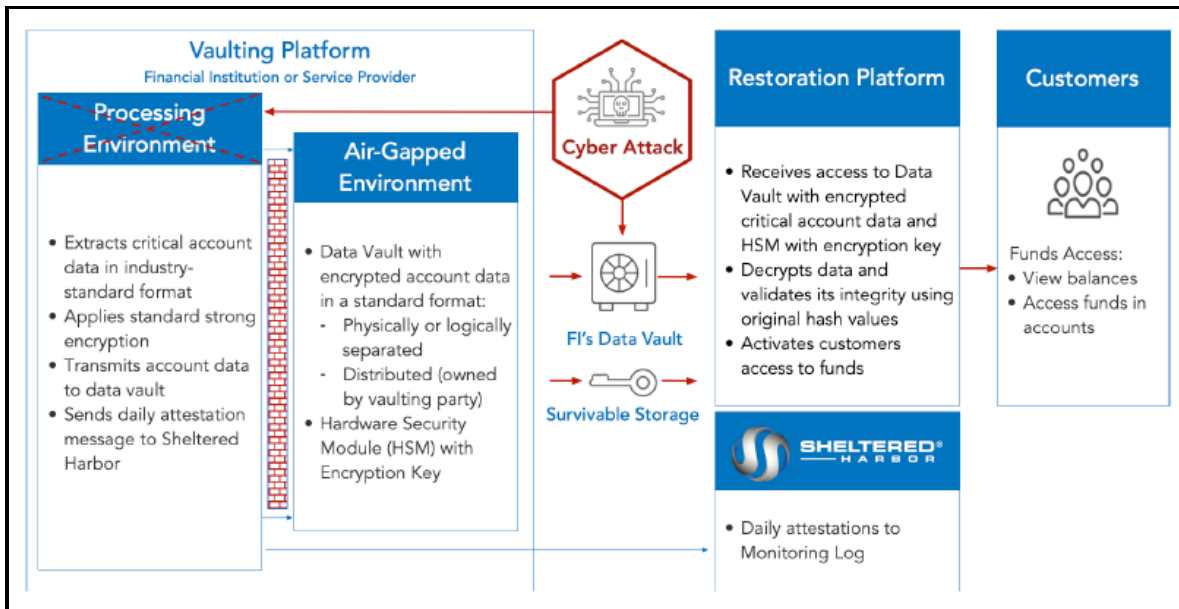 Vaulting Platform
Financial Institution or Service Provider
Processing
Environment
• Extracts critical account
data in industry-
standard format
• Applies standard strong
encryption
• Transmits account data
to data vault
• Sends daily attestation
message to Sheltered
Harbor
Air-Gapped
Environment
• Data Vault with
encrypted account data
in a standard format:
- Physically or logically
separated
- Distributed (owned
by vaulting party)
• Hardware Security
Module (HSM) with
Encryption Key
Cyber Attack
FI's Data Vault
Survivable Storage
Restoration Platform
• Receives access to Data
Vault with encrypted
critical account data and
HSM with encryption key
• Decrypts data and
validates its integrity using
original hash values
• Activates customers
access to funds
SHELTERED®
HARBOR
• Daily attestations to
Monitoring Log
Customers
Funds Access:
• View balances
• Access funds in
accounts